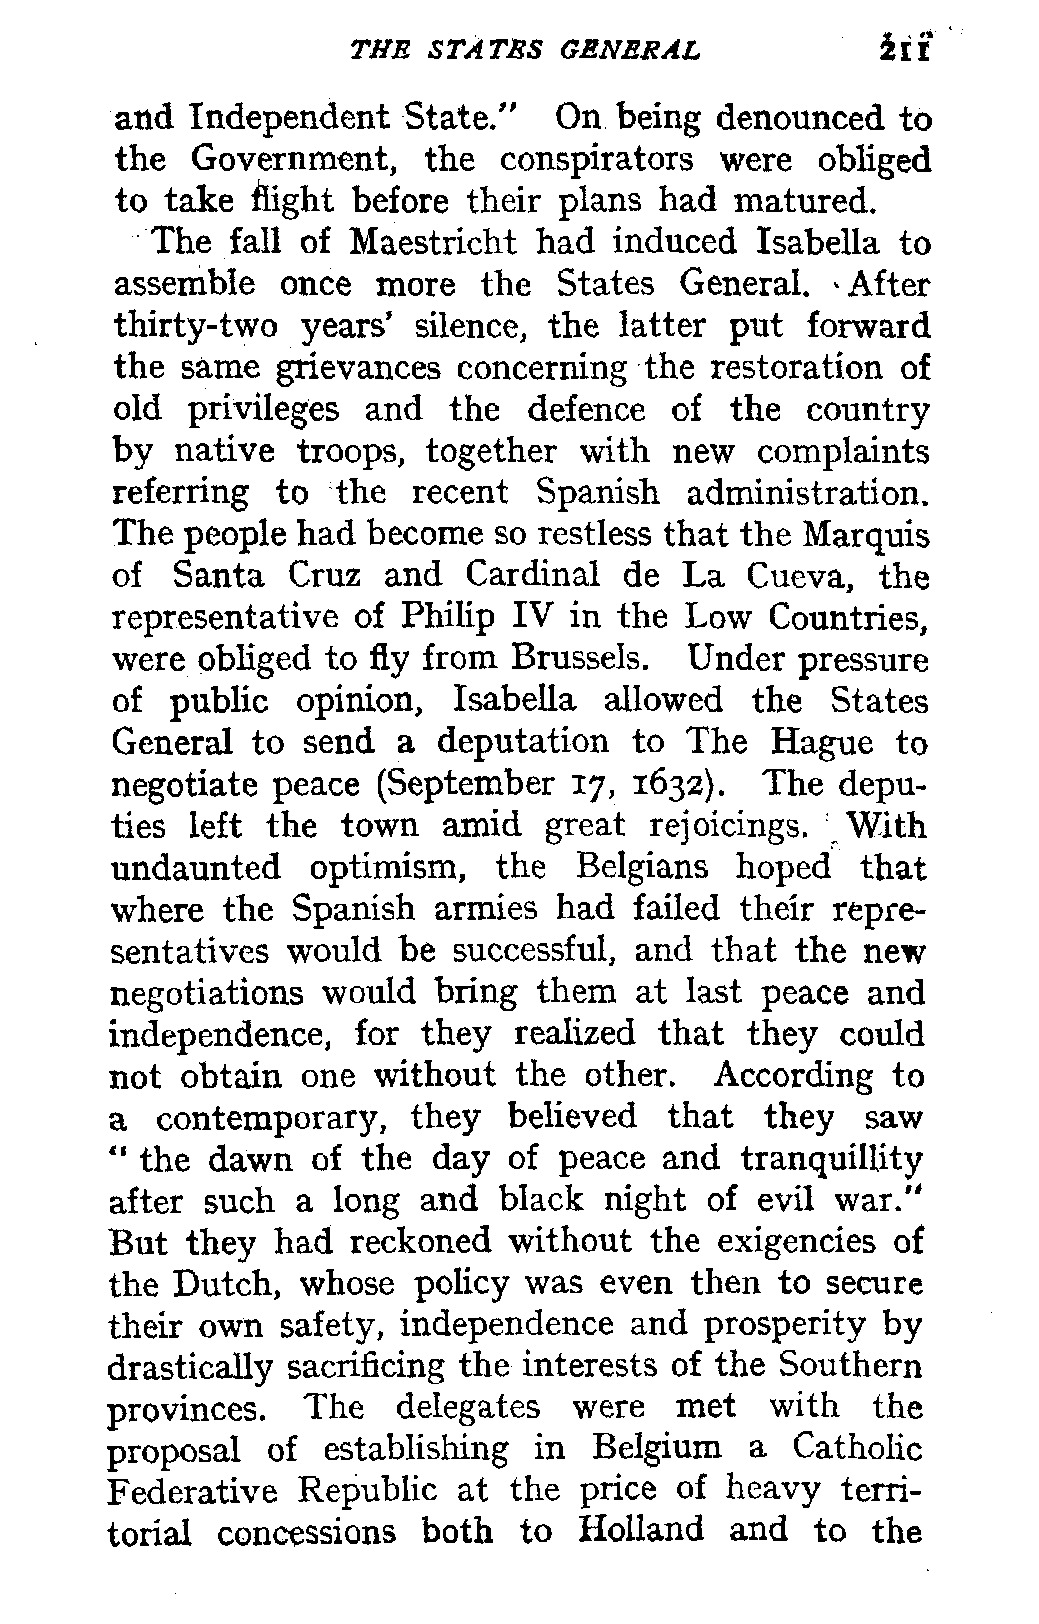 THE STATES GENERAL 211
and Independent State." On being denounced to
the Government, the conspirators were obliged
to take flight before their plans had matured.
The fall of Maestricht had induced Isabella to
assemble once more the States General. After
thirty-two years' silence, the latter put forward
the same grievances concerning the restoration of
old privileges and the defence of the country
by native troops, together with new complaints
referring to the recent Spanish administration.
The people had become so restless that the Marquis
of Santa Cruz and Cardinal de La Cueva, the
representative of Philip IV in the Low Countries,
were obliged to fly from Brussels. Under pressure
of public opinion, Isabella allowed the States
General to send a deputation to The Hague to
negotiate peace (September 17, 1632). The depu-
ties left the town amid great rejoicings. With
undaunted optimism, the Belgians hoped that
where the Spanish armies had failed their repre-
sentatives would be successful, and that the new
negotiations would bring them at last peace and
independence, for they realized that they could
not obtain one without the other. According to
a contemporary, they believed that they saw
" the dawn of the day of peace and tranquillity
after such a long and black night of evil war."
But they had reckoned without the exigencies of
the Dutch, whose policy was even then to secure
their own safety, independence and prosperity by
drastically sacrificing the interests of the Southern
provinces. The delegates were met with the
proposal of establishing in Belgium a Catholic
Federative Republic at the price of heavy terri-
torial concessions both to Holland and to the